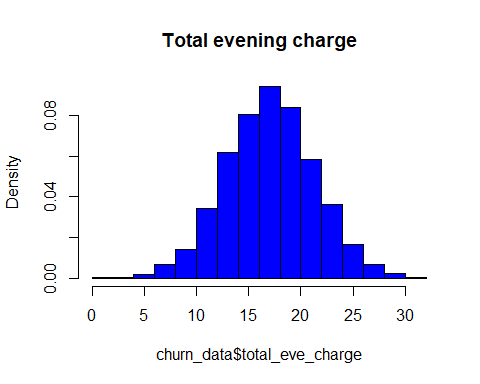 Total evening charge
Density
0.00 0.04 0.08
0 5 10 15 20 25 30
churn_data$total_eve_charge